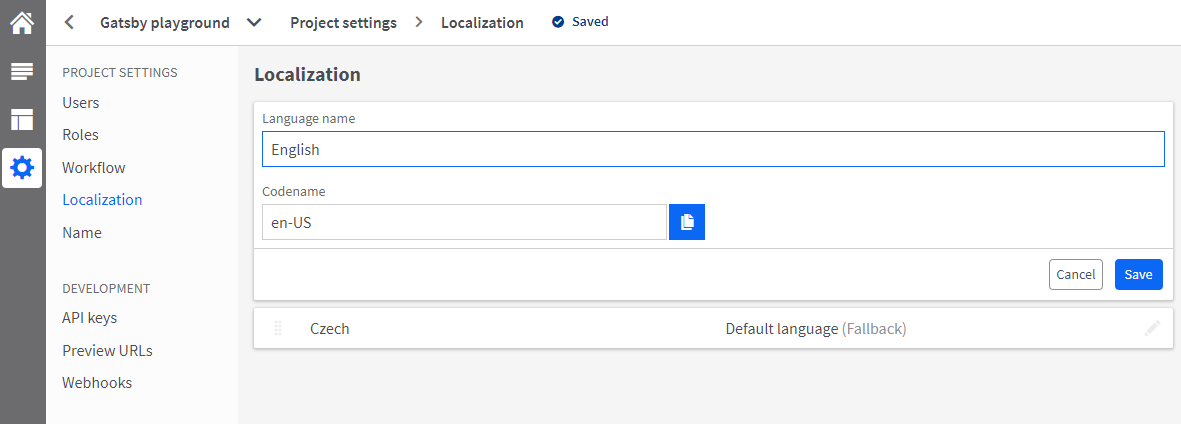 Gatsby playground Project settings Localization Saved
PROJECT SETTINGS
Users
Roles
Workflow
Localization
Name
DEVELOPMENT
API keys
Preview URLs
Webhooks
Localization
Language name
English
Codename
en-US
Cancel Save
Czech Default language (Fallback)